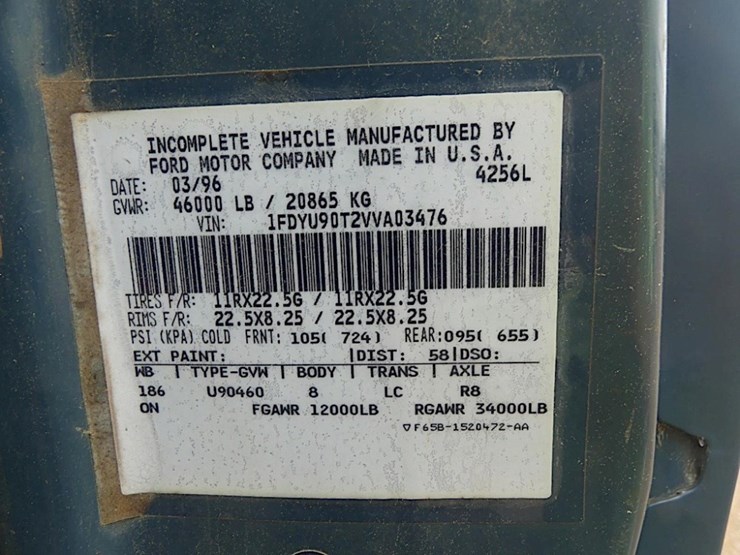 INCOMPLETE VEHICLE MANUFACTURED BY
FORD MOTOR COMPANY MADE IN U.S.A.
DATE: 03/96 4256L
GVWR: 46000 LB / 20865 KG
VIN: 1FDYU90T2VVA03476
TIRES F/R: 11RX22.5G / 11RX22.5G
RIMS F/R: 22.5X8.25 / 22.5X8.25
PSI (KPA) COLD FRNT: 105( 724) REAR:095( 655)
EXT PAINT: |DIST: 58|DSO:
WB | TYPE-GVW | BODY | TRANS | AXLE
186 U90460 8 LC R8
ON FGAWR 12000LB RGAWR 34000LB
▽F65B-1520472-AA